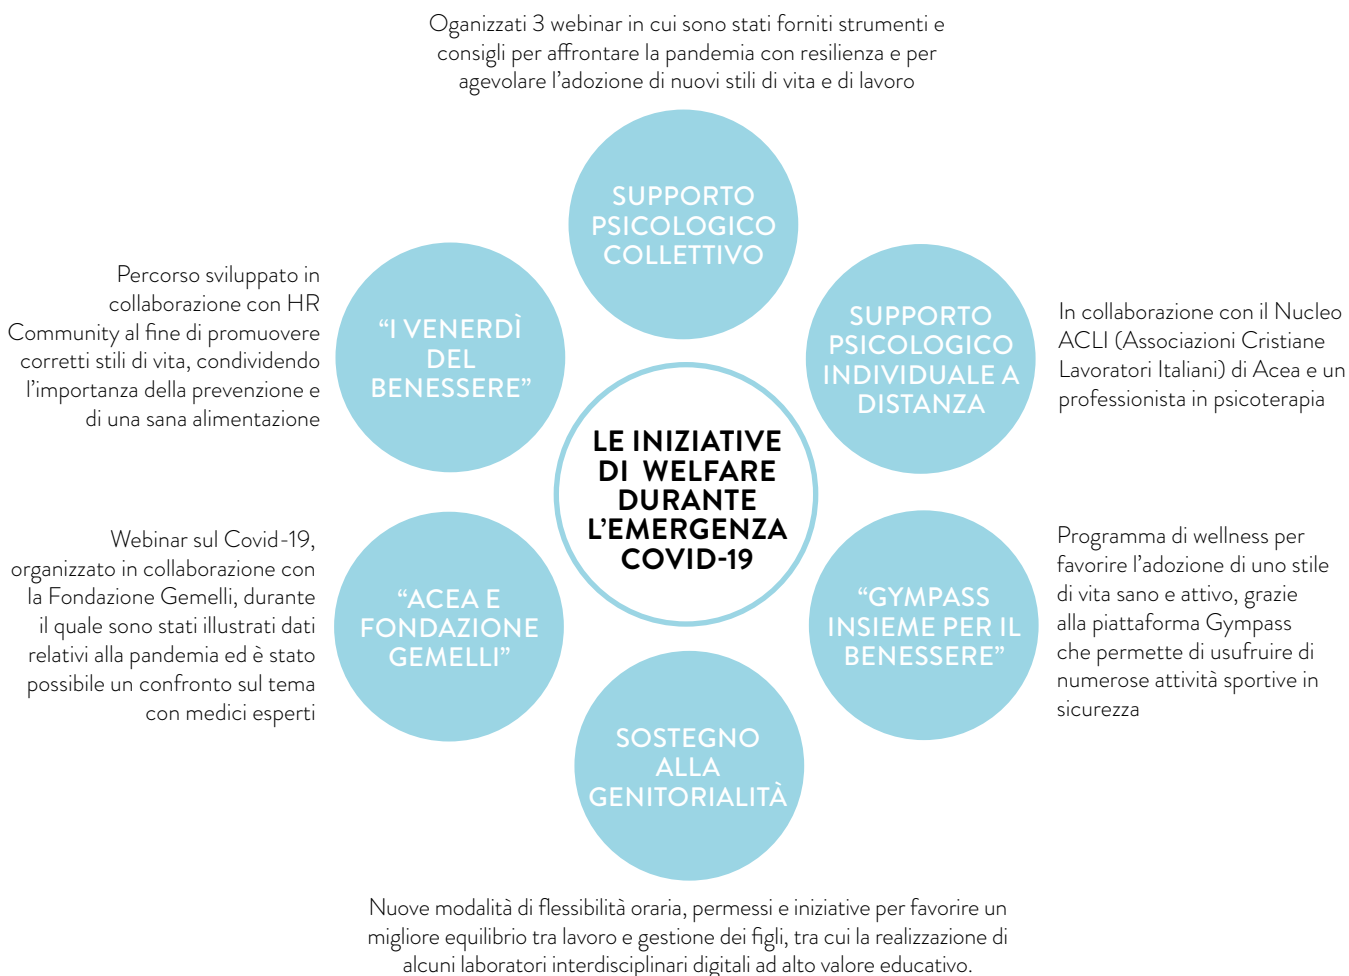 Oganizzati 3 webinar in cui sono stati forniti strumenti e
consigli per affrontare la pandemia con resilienza e per
agevolare l'adozione di nuovi stili di vita e di lavoro
SUPPORTO
PSICOLOGICO
COLLETTIVO
Percorso sviluppato in
collaborazione con HR
Community al fine di promuovere
corretti stili di vita, condividendo
l'importanza della prevenzione e
di una sana alimentazione
“I VENERDÌ
DEL
BENESSERE”
SUPPORTO
PSICOLOGICO
INDIVIDUALE A
DISTANZA
In collaborazione con il Nucleo
ACLI (Associazioni Cristiane
Lavoratori Italiani) di Acea e un
professionista in psicoterapia
LE INIZIATIVE
DI WELFARE
DURANTE
L'EMERGENZA
COVID-19
Webinar sul Covid-19,
organizzato in collaborazione con
la Fondazione Gemelli, durante
il quale sono stati illustrati dati
relativi alla pandemia ed è stato
possibile un confronto sul tema
con medici esperti
“ACEA E
FONDAZIONE
GEMELLI”
“GYMPASS
INSIEME PER IL
BENESSERE”
Programma di wellness per
favorire l'adozione di uno stile
di vita sano e attivo, grazie
alla piattaforma Gympass
che permette di usufruire di
numerose attività sportive in
sicurezza
SOSTEGNO
ALLA
GENITORIALITÀ
Nuove modalità di flessibilità oraria, permessi e iniziative per favorire un
migliore equilibrio tra lavoro e gestione dei figli, tra cui la realizzazione di
alcuni laboratori interdisciplinari digitali ad alto valore educativo.